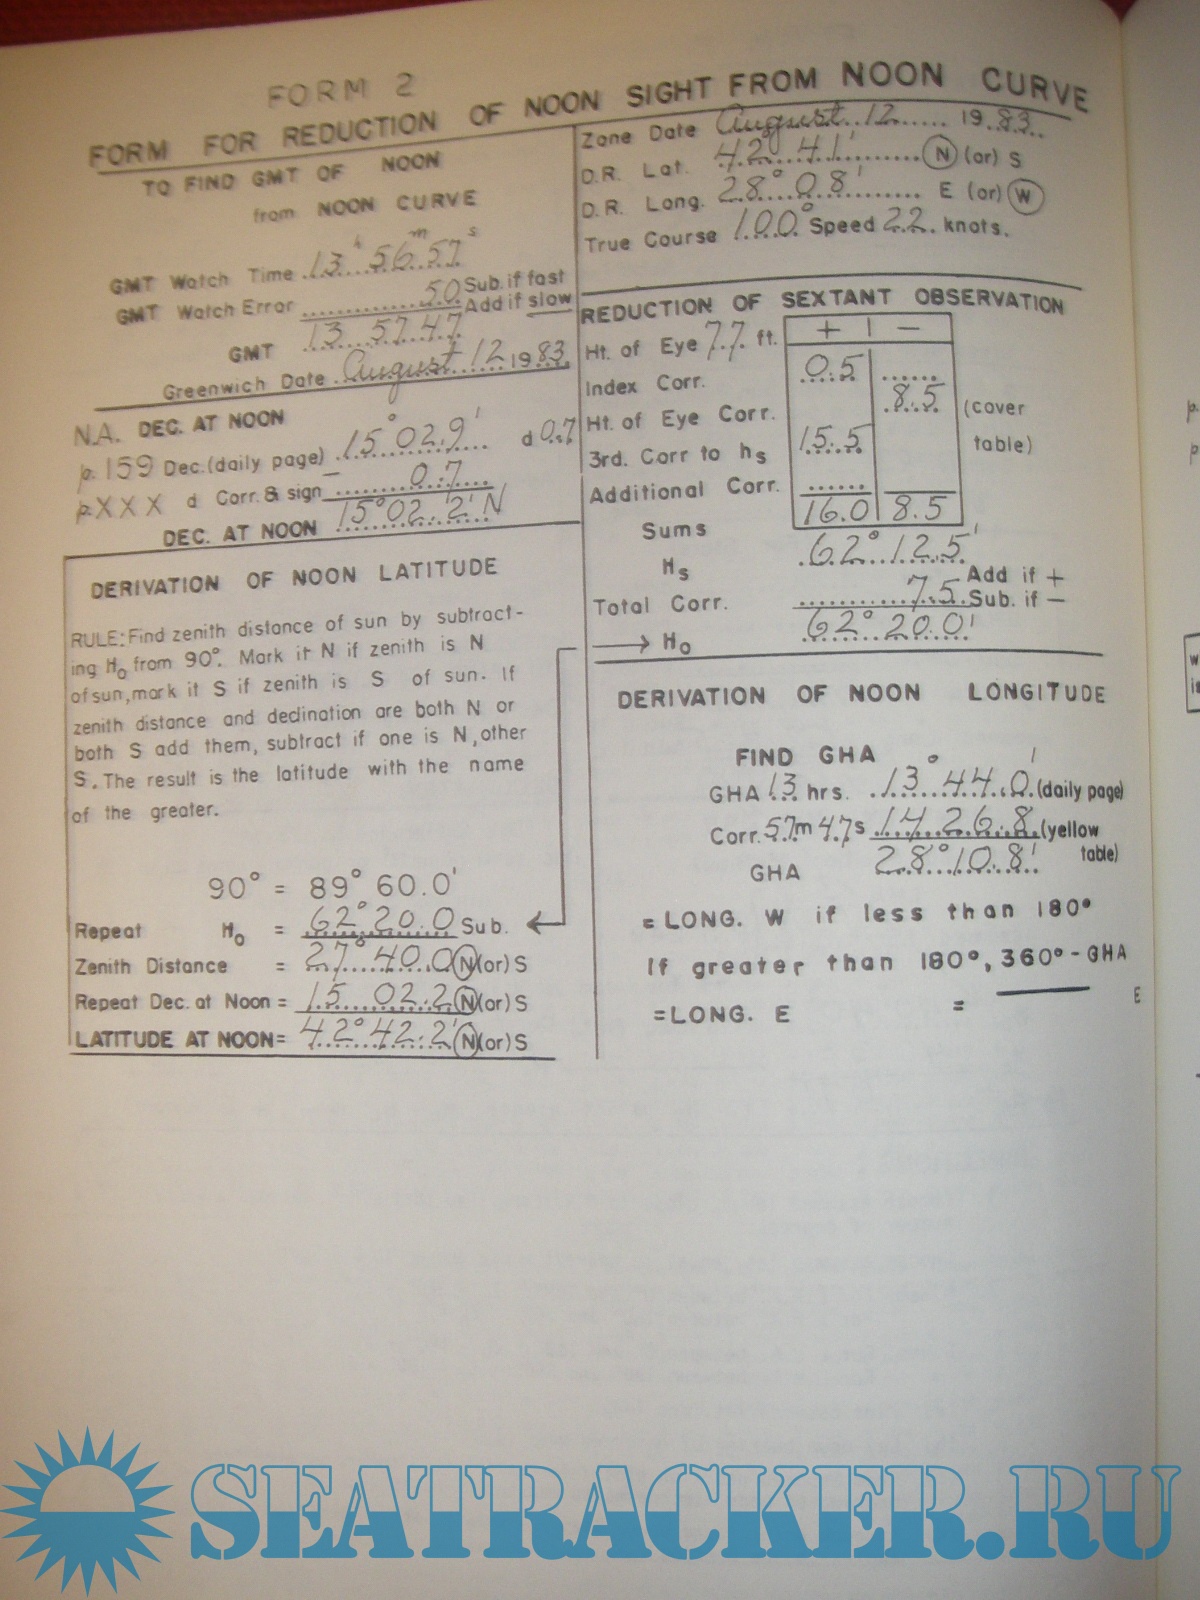 FORM 2
FORM FOR REDUCTION OF NOON SIGHT FROM NOON CURVE
TO FIND GMT OF NOON
from NOON CURVE
GMT Watch Time 13h 56m 57s
GMT Watch Error 50 Sub. if fast
Add if slow
GMT 13 57 47
Greenwich Date August 12 19 83
N.A. DEC. AT NOON
p. 159 Dec. (daily page) 15° 02.9' d 0.7
p. XXX d Corr. & sign - 0.7
DEC. AT NOON 15° 02.2' N
DERIVATION OF NOON LATITUDE
RULE: Find zenith distance of sun by subtract-
ing Ho from 90°. Mark it N if zenith is N
of sun, mark it S if zenith is S of sun. If
zenith distance and declination are both N or
both S add them, subtract if one is N, other
S. The result is the latitude with the name
of the greater.
90° = 89° 60.0'
Repeat Ho = 62° 20.0 Sub.
Zenith Distance = 27° 40.0 N (or) S
Repeat Dec. at Noon = 15 02.2 N (or) S
LATITUDE AT NOON = 42° 42.2' N (or) S
Zone Date August 12 19 83
D.R. Lat. 42° 41' N (or) S
D.R. Long. 28° 08' E (or) W
True Course 100° Speed 22 knots.
REDUCTION OF SEXTANT OBSERVATION
+ | -
Ht. of Eye 77 ft.
Index Corr. 0.5
Ht. of Eye Corr. 8.5 (cover
3rd. Corr to hs 15.5 table)
Additional Corr.
Sums 16.0 8.5
Hs 62° 12.5'
Total Corr. 7.5 Add if +
Sub. if -
→ Ho 62° 20.0'
DERIVATION OF NOON LONGITUDE
FIND GHA
GHA 13 hrs. 13° 44.0' (daily page)
Corr. 57m 47s 14 26.8 (yellow
table)
GHA 28° 10.8'
= LONG. W if less than 180°
If greater than 180°, 360° - GHA
= LONG. E = E
SEATRACKER.RU